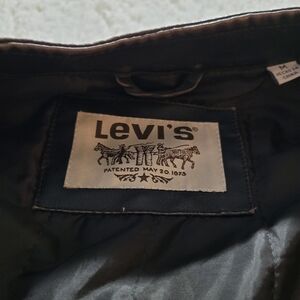 Levi's®
PATENTED MAY 20, 1873
M